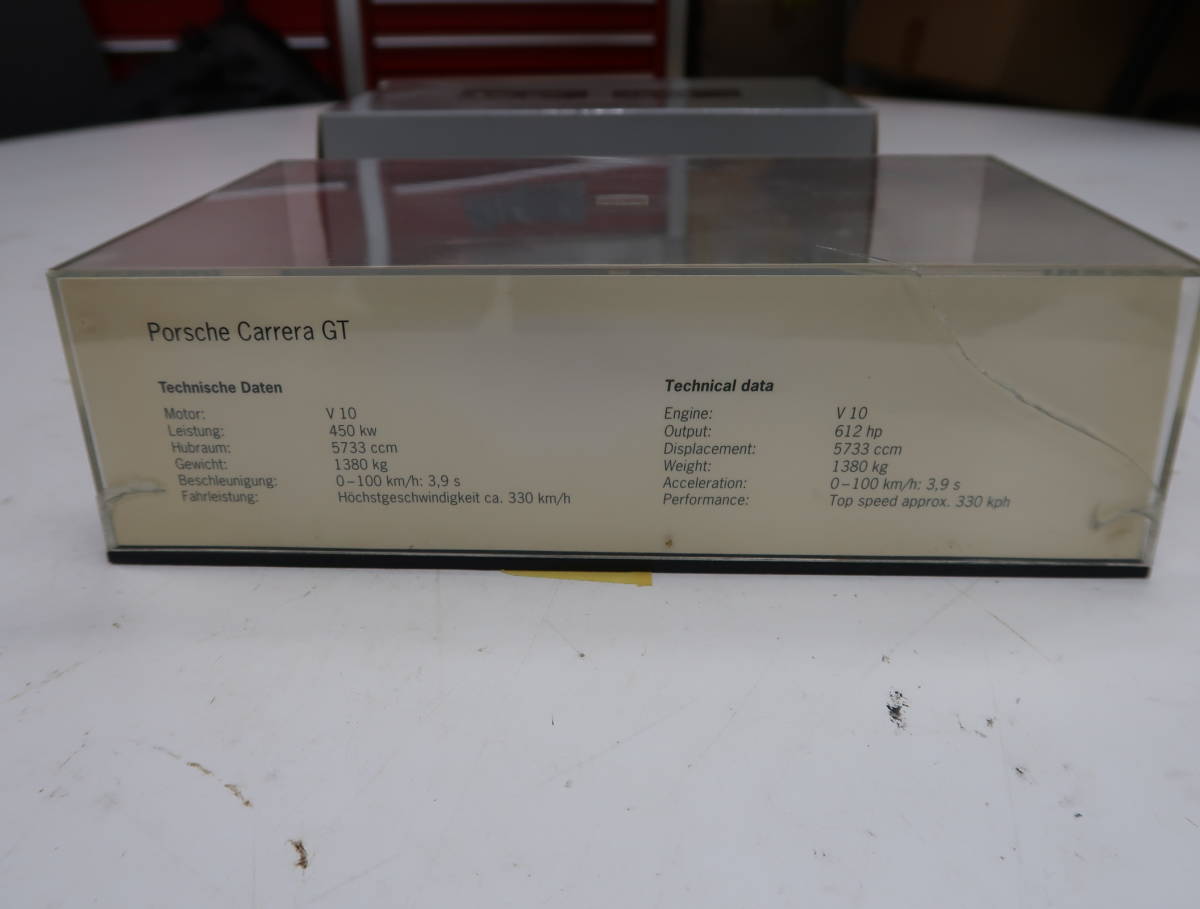 Porsche Carrera GT
Technische Daten
Motor: V 10
Leistung: 450 kw
Hubraum: 5733 ccm
Gewicht: 1380 kg
Beschleunigung: 0–100 km/h: 3,9 s
Fahrleistung: Höchstgeschwindigkeit ca. 330 km/h
Technical data
Engine: V 10
Output: 612 hp
Displacement: 5733 ccm
Weight: 1380 kg
Acceleration: 0–100 km/h: 3,9 s
Performance: Top speed approx. 330 kph